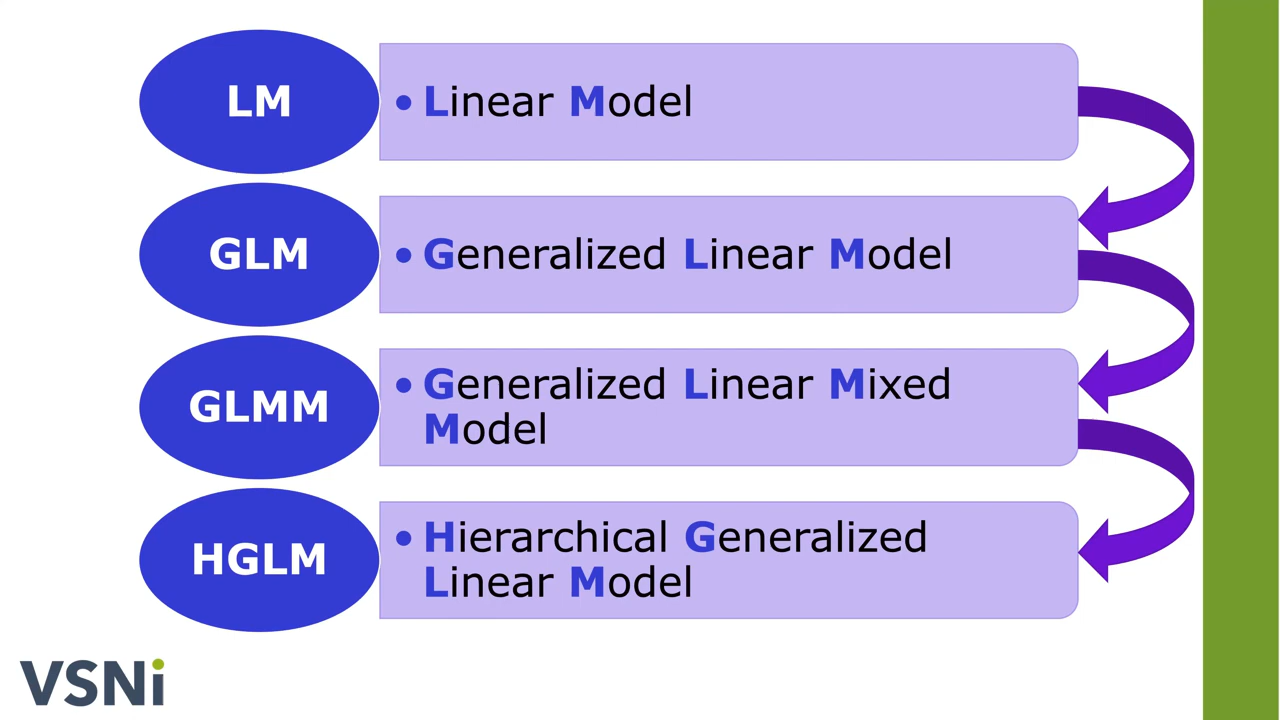 LM
• Linear Model
GLM
• Generalized Linear Model
GLMM
• Generalized Linear Mixed
Model
HGLM
• Hierarchical Generalized
Linear Model
VSNi